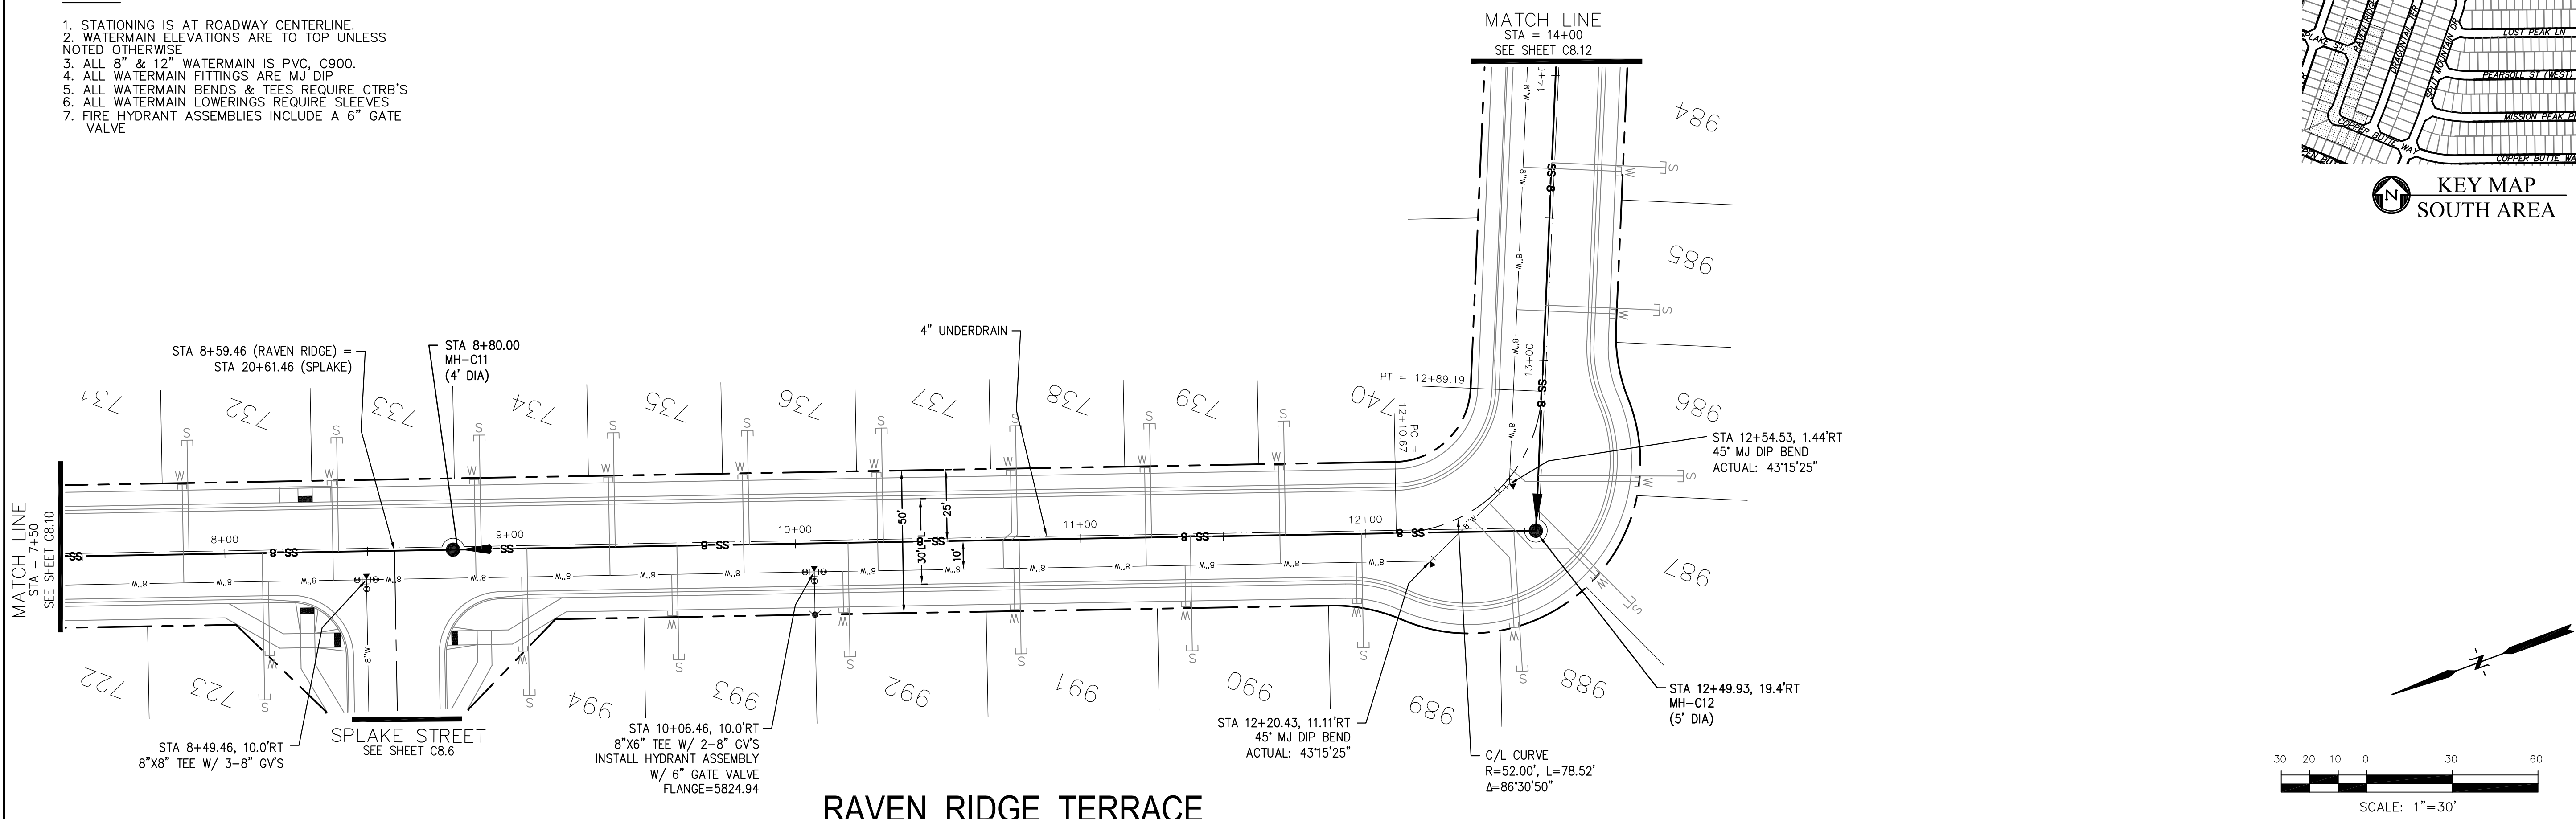 1. STATIONING IS AT ROADWAY CENTERLINE.
2. WATERMAIN ELEVATIONS ARE TO TOP UNLESS
NOTED OTHERWISE
3. ALL 8" & 12" WATERMAIN IS PVC, C900.
4. ALL WATERMAIN FITTINGS ARE MJ DIP
5. ALL WATERMAIN BENDS & TEES REQUIRE CTRB'S
6. ALL WATERMAIN LOWERINGS REQUIRE SLEEVES
7. FIRE HYDRANT ASSEMBLIES INCLUDE A 6" GATE
VALVE
MATCH LINE
STA = 14+00
SEE SHEET C8.12
RAVEN RIDGE
DRAGONTAIL TER
SPLIT MOUNTAIN DR
LOST PEAK LN
PEARSOLL ST (WEST)
MISSION PEAK
COPPER BUTTE WAY
COPPER BUTTE WA
KEY MAP
SOUTH AREA
N
984
985
986
987
988
989
990
991
992
993
994
723
722
731
732
733
734
735
736
737
738
739
740
MATCH LINE
STA = 7+50
SEE SHEET C8.10
STA 8+59.46 (RAVEN RIDGE) =
STA 20+61.46 (SPLAKE)
STA 8+80.00
MH-C11
(4' DIA)
4" UNDERDRAIN
PC =
12+10.67
PT = 12+89.19
8+00
9+00
10+00
11+00
12+00
13+00
50'
25'
30'L-L
10'
STA 12+54.53, 1.44'RT
45° MJ DIP BEND
ACTUAL: 43°15'25"
STA 12+49.93, 19.4'RT
MH-C12
(5' DIA)
C/L CURVE
R=52.00', L=78.52'
Δ=86°30'50"
STA 12+20.43, 11.11'RT
45° MJ DIP BEND
ACTUAL: 43°15'25"
STA 10+06.46, 10.0'RT
8"X6" TEE W/ 2-8" GV'S
INSTALL HYDRANT ASSEMBLY
W/ 6" GATE VALVE
FLANGE=5824.94
SPLAKE STREET
SEE SHEET C8.6
STA 8+49.46, 10.0'RT
8"X8" TEE W/ 3-8" GV'S
RAVEN RIDGE TERRACE
N
30 20 10 0 30 60
SCALE: 1"=30'